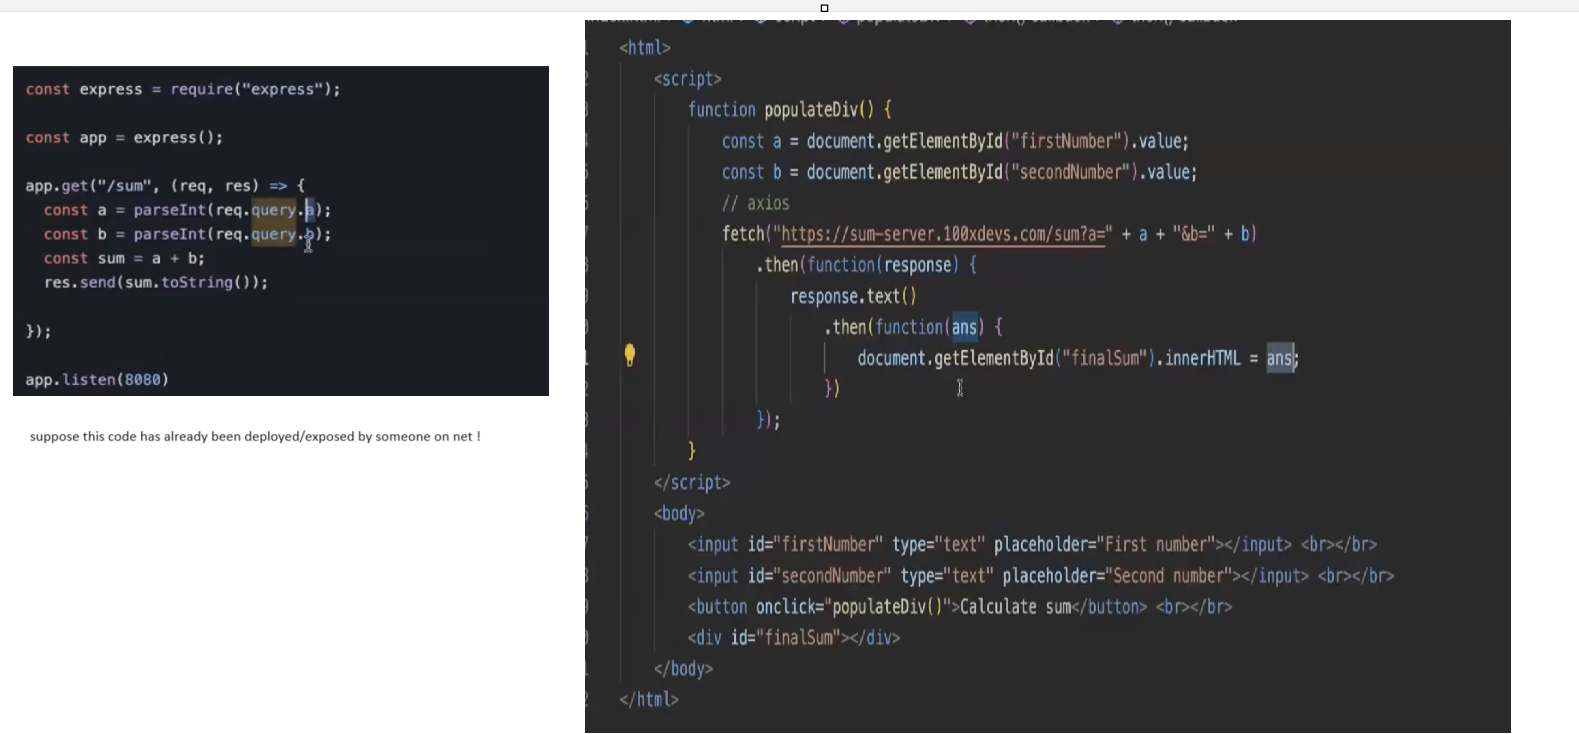 const express = require("express");
const app = express();
app.get("/sum", (req, res) => {
const a = parseInt(req.query.a);
const b = parseInt(req.query.b);
const sum = a + b;
res.send(sum.toString());
});
app.listen(8080)
suppose this code has already been deployed/exposed by someone on net !
<html>
<script>
function populateDiv() {
const a = document.getElementById("firstNumber").value;
const b = document.getElementById("secondNumber").value;
// axios
fetch("https://sum-server.100xdevs.com/sum?a=" + a + "&b=" + b)
.then(function(response) {
response.text()
.then(function(ans) {
document.getElementById("finalSum").innerHTML = ans;
})
});
}
</script>
<body>
<input id="firstNumber" type="text" placeholder="First number"></input> <br></br>
<input id="secondNumber" type="text" placeholder="Second number"></input> <br></br>
<button onclick="populateDiv()">Calculate sum</button> <br></br>
<div id="finalSum"></div>
</body>
</html>